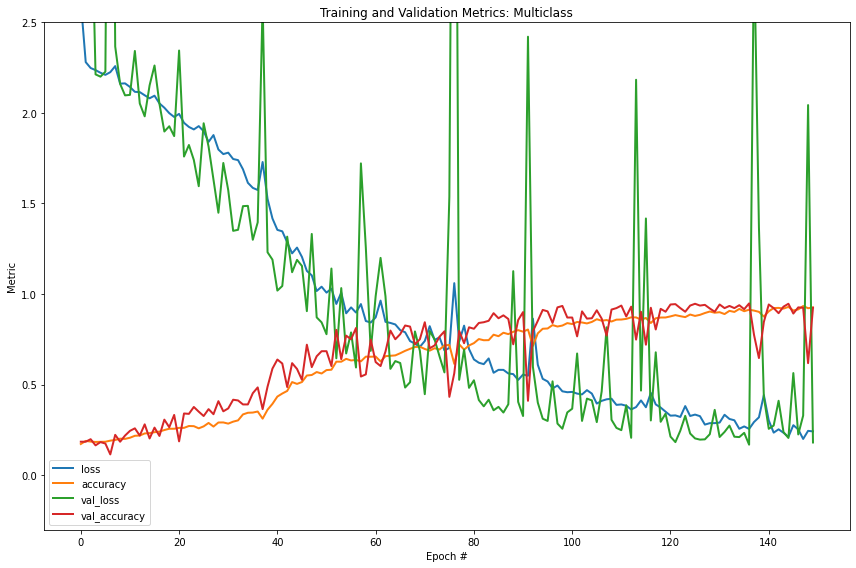 Training and Validation Metrics: Multiclass
2.5
2.0
1.5
1.0
0.5
0.0
Metric
loss
accuracy
val_loss
val_accuracy
0 20 40 60 80 100 120 140
Epoch #